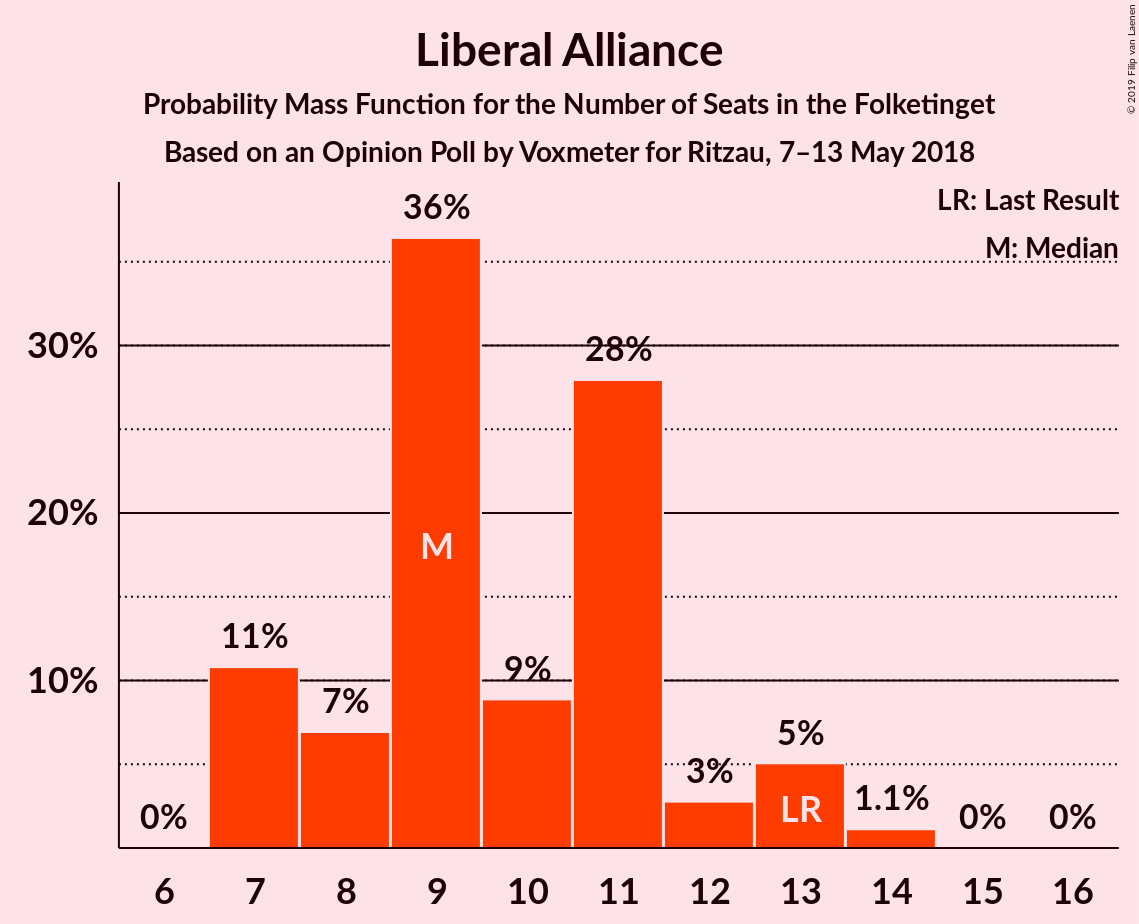 Liberal Alliance
Probability Mass Function for the Number of Seats in the Folketinget
Based on an Opinion Poll by Voxmeter for Ritzau, 7–13 May 2018
© 2019 Filip van Laenen
LR: Last Result
M: Median
36%
30%
28%
20%
M
11%
10%
9%
7%
5%
3%
LR
1.1%
0%
0%
0%
6 7 8 9 10 11 12 13 14 15 16